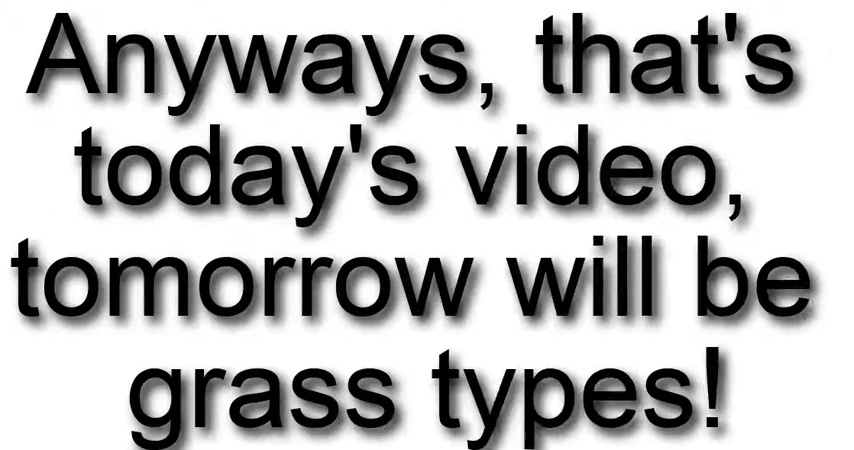 Anyways, that's
today's video,
tomorrow will be
grass types!